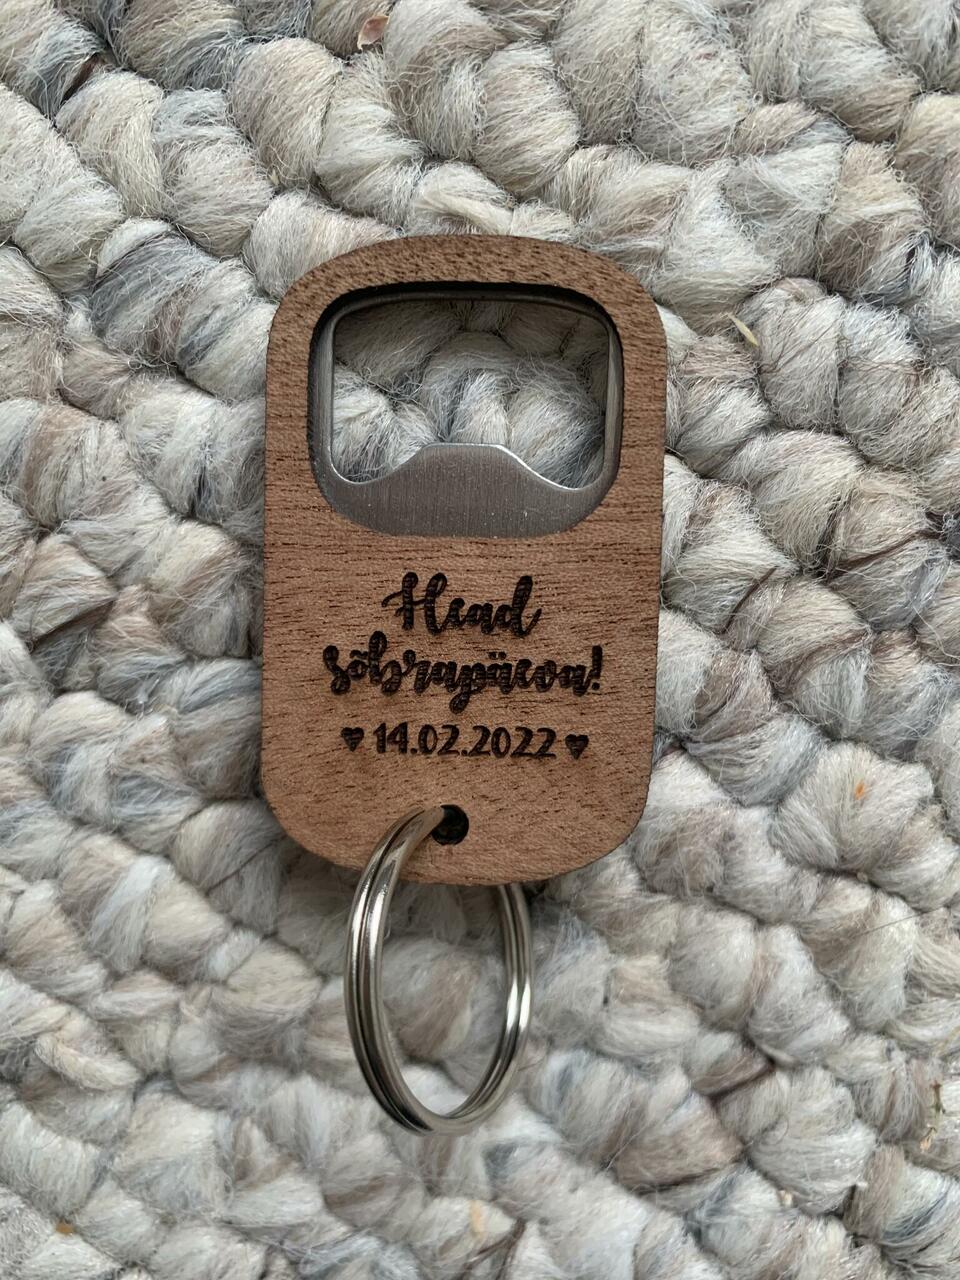 Head
sõbrapäeva!
♥ 14.02.2022 ♥